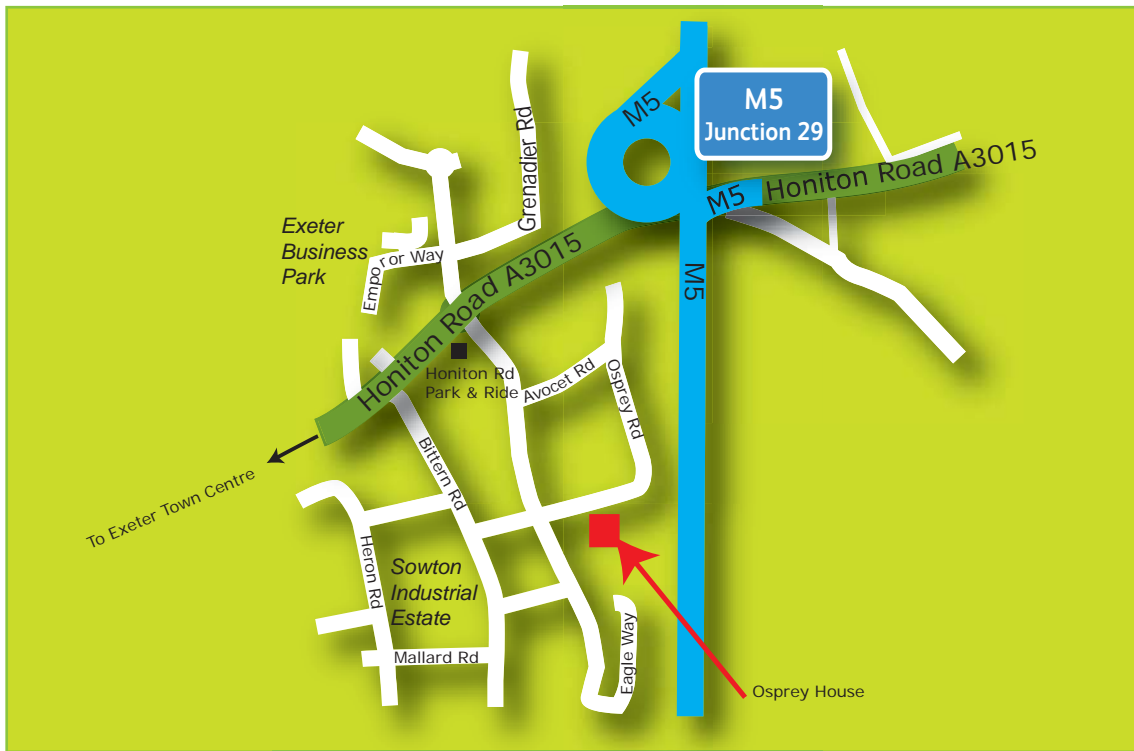 M5
Junction 29
M5
Grenadier Rd
Honiton Road A3015
M5
Exeter
Business
Park
Emporor Way
Honiton Road A3015
M5
Honiton Rd
Park & Ride
Avocet Rd
Osprey Rd
Bittern Rd
To Exeter Town Centre
Heron Rd
Sowton
Industrial
Estate
Mallard Rd
Eagle Way
Osprey House